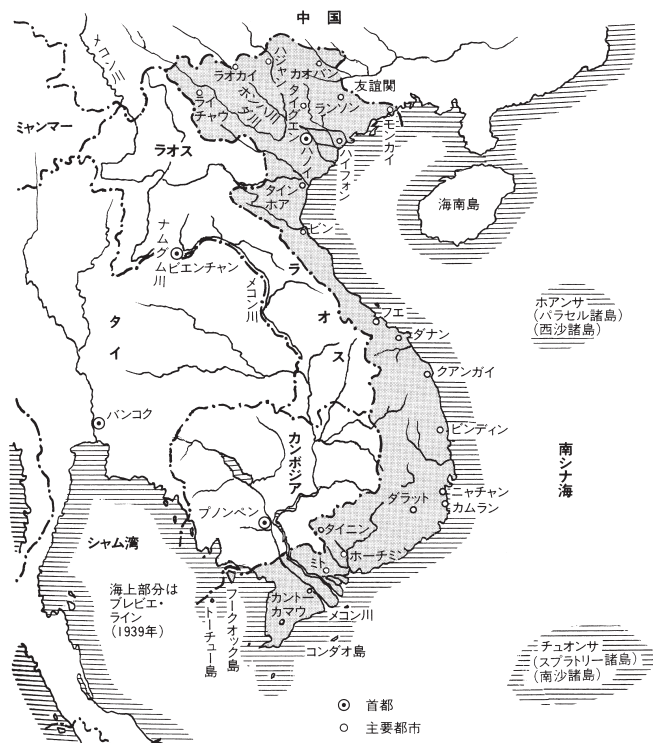 中国
メコン川
ミャンマー
ラオス
ラオカイ
ハジャン
カオバン
友誼関
ライ
チャウ
ホン川
ダ川
タイグエン
ランソン
モンカイ
ハノイ
ハイフォン
タイン
ホア
ビン
海南島
ナムグム川
ビエンチャン
メコン川
ラオス
タイ
フエ
ダナン
ホアンサ
(パラセル諸島)
(西沙諸島)
クアンガイ
バンコク
ビンディン
カンボジア
南シナ海
ニャチャン
カムラン
ダラット
プノンペン
タイニン
シャム湾
ホーチミン
ミト
海上部分は
ブレビエ・
ライン
(1939年)
カントー
カマウ
メコン川
フークオック島
トーチュー島
コンダオ島
チュオンサ
(スプラトリー諸島)
(南沙諸島)
首都
主要都市